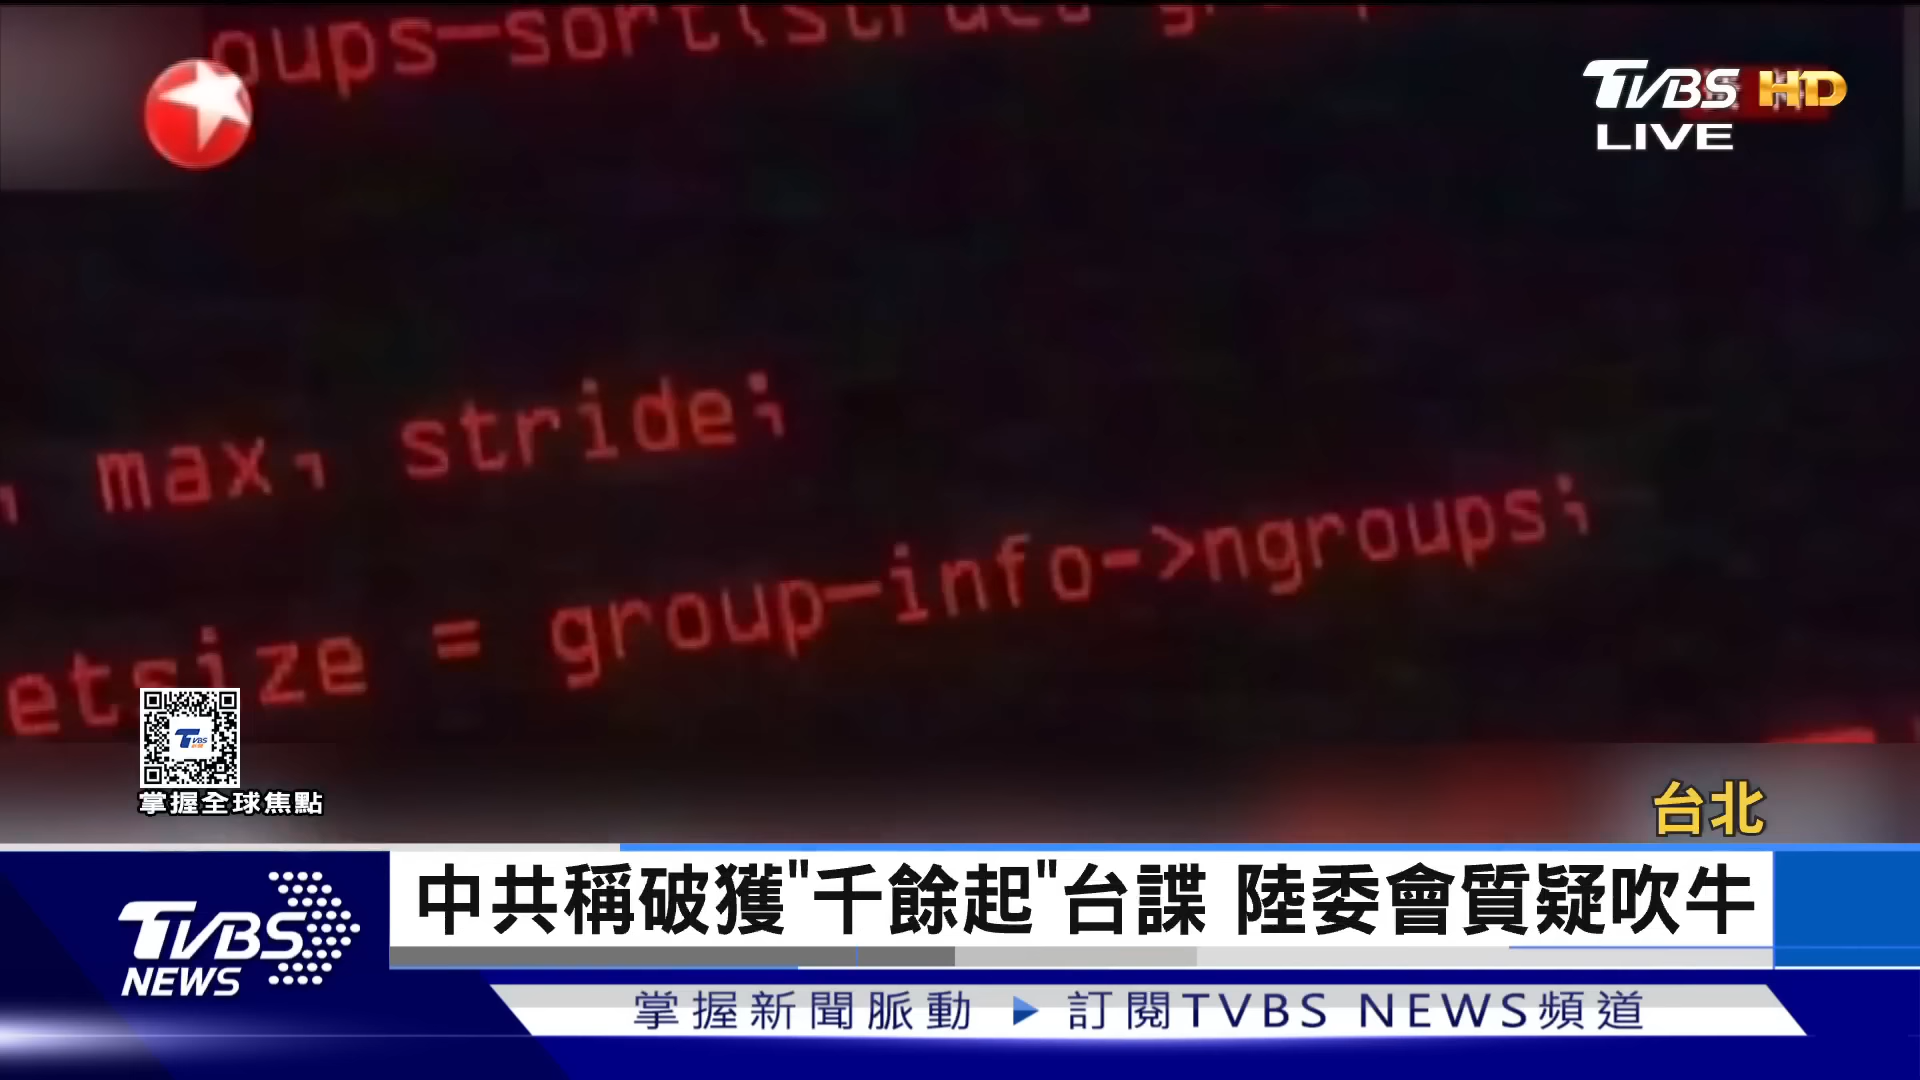 oups-sort(struct
TVBS HD
LIVE
, max, stride;
etsize = group-info->ngroups;
TVBS
掌握全球焦點
台北
中共稱破獲"千餘起"台諜 陸委會質疑吹牛
TVBS
NEWS
掌握新聞脈動 ▶ 訂閱TVBS NEWS頻道